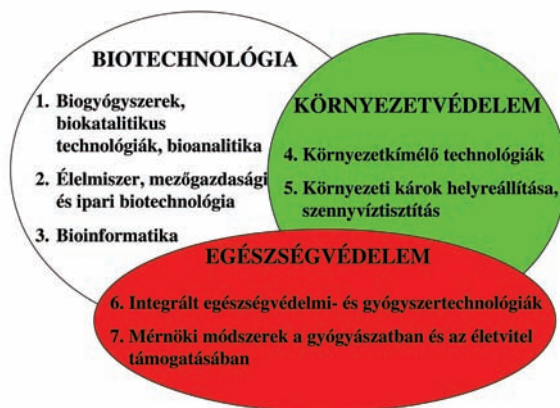 BIOTECHNOLÓGIA
1. Biogyógyszerek,
biokatalitikus
technológiák, bioanalitika
2. Élelmiszer, mezőgazdasági
és ipari biotechnológia
3. Bioinformatika
KÖRNYEZETVÉDELEM
4. Környezetkímélő technológiák
5. Környezeti károk helyreállítása,
szennyvíztisztítás
EGÉSZSÉGVÉDELEM
6. Integrált egészségvédelmi- és gyógyszertechnológiák
7. Mérnöki módszerek a gyógyászatban és az életvitel
támogatásában